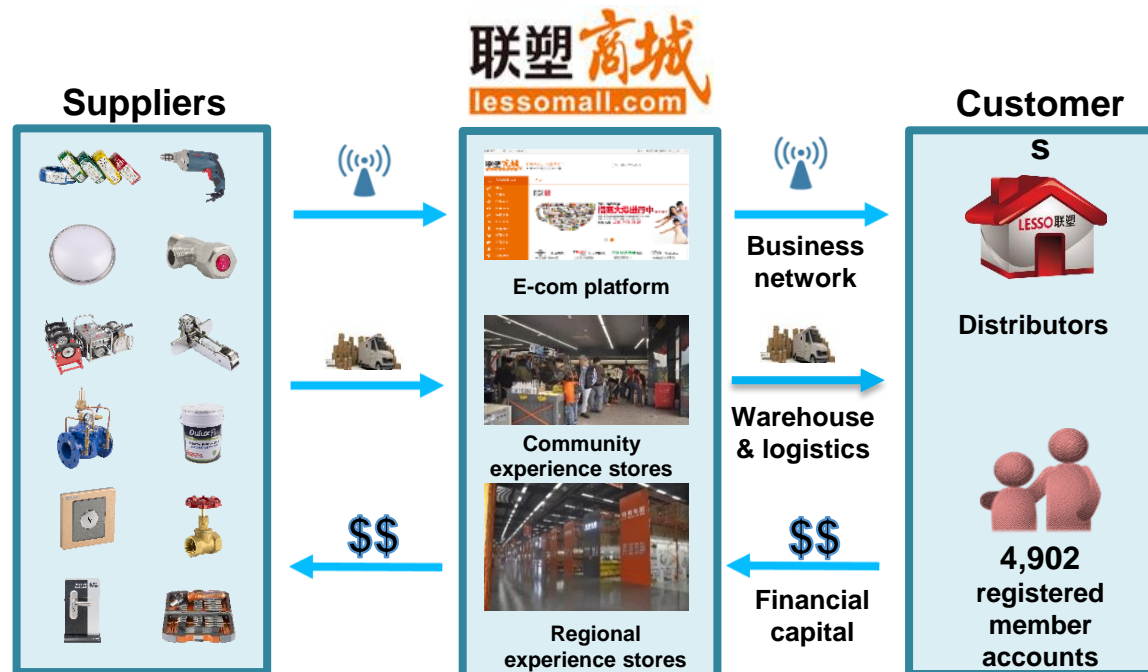 联塑商城
lessomall.com
Suppliers
Customer
s
LESSO联塑
Business
network
E-com platform
Distributors
Warehouse
& logistics
Community
experience stores
$$
$$
4,902
registered
member
accounts
Financial
capital
Regional
experience stores